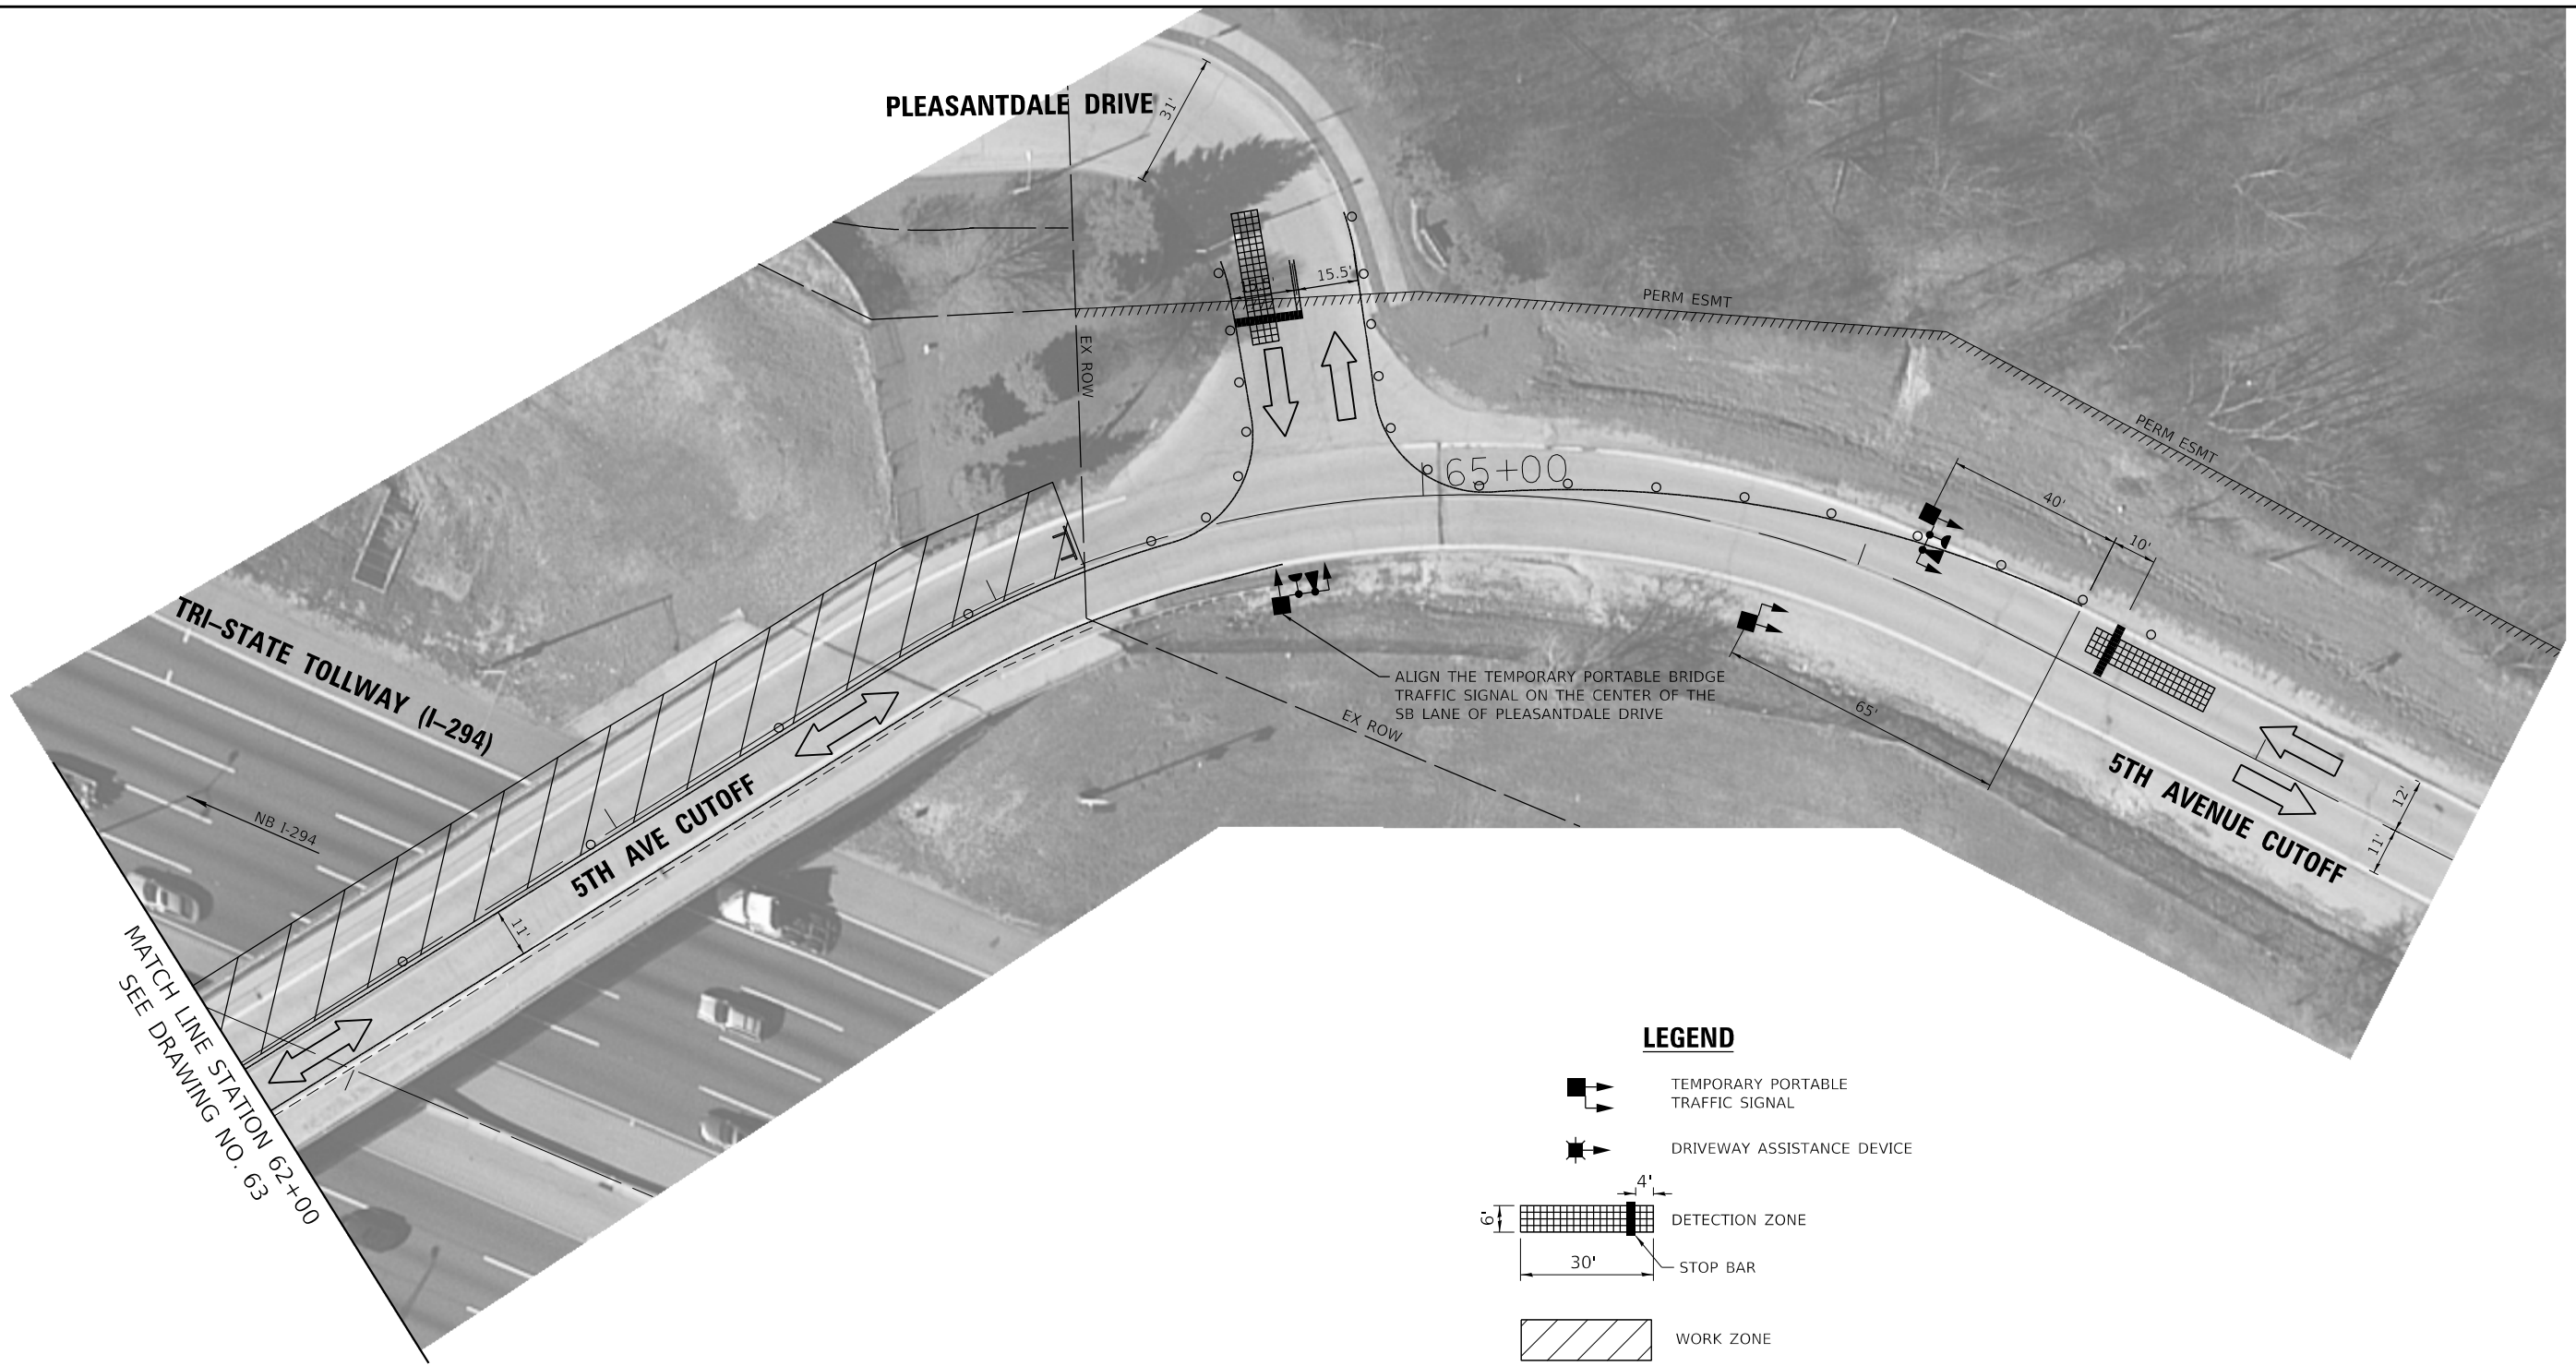 PLEASANTDALE DRIVE
31'
15.5'
PERM ESMT
EX ROW
PERM ESMT
65+00
40'
10'
TRI-STATE TOLLWAY (I-294)
ALIGN THE TEMPORARY PORTABLE BRIDGE
TRAFFIC SIGNAL ON THE CENTER OF THE
SB LANE OF PLEASANTDALE DRIVE
EX ROW
65'
NB I-294
5TH AVE CUTOFF
11'
5TH AVENUE CUTOFF
12'
11'
MATCH LINE STATION 62+00
SEE DRAWING NO. 63
LEGEND
TEMPORARY PORTABLE
TRAFFIC SIGNAL
DRIVEWAY ASSISTANCE DEVICE
4'
6'
DETECTION ZONE
30'
STOP BAR
WORK ZONE